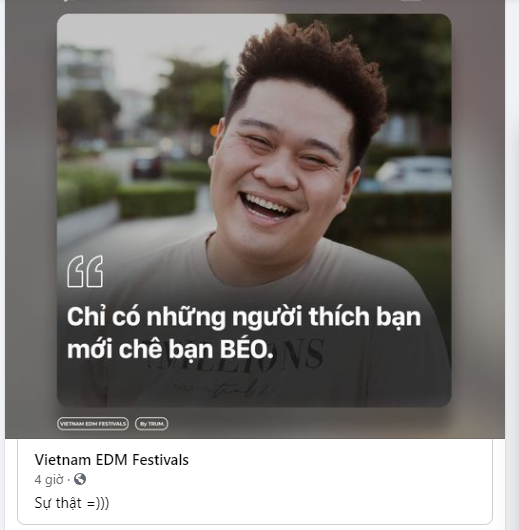 Chỉ có những người thích bạn
mới chê bạn BÉO.
VIETNAM EDM FESTIVALS
By TRUM.
Vietnam EDM Festivals
4 giờ ·
Sự thật =)))